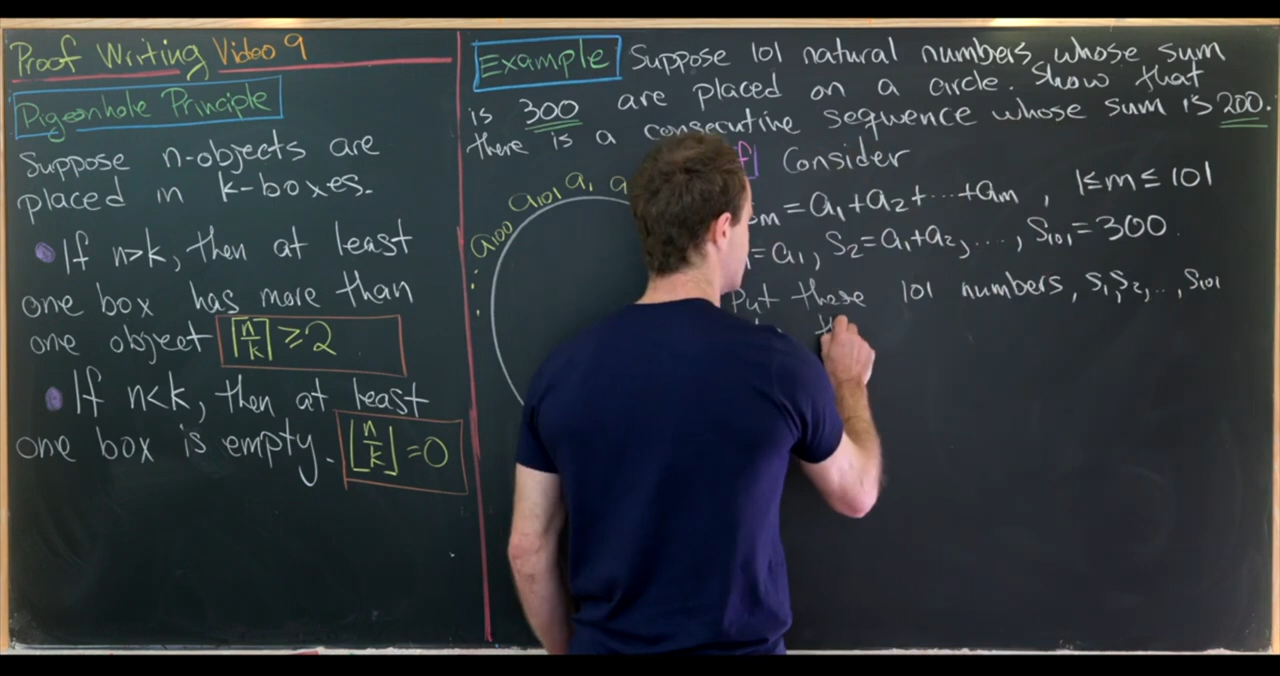 Proof Writing Video 9
Pigeonhole Principle
Suppose n-objects are
placed in k-boxes.
• If n>k, then at least
one box has more than
one object ⌈n/k⌉ ≥ 2
• If n<k, then at least
one box is empty. ⌊n/k⌋ = 0
Example Suppose 101 natural numbers whose sum
is 300 are placed on a circle. Show that
there is a consecutive sequence whose sum is 200.
f Consider
a₁₀₀ a₁₀₁ a₁ a
m = a₁+a₂+⋯+aₘ , 1≤m≤101
= a₁, S₂=a₁+a₂, ..., S₁₀₁=300
Put these 101 numbers, S₁,S₂,..,S₁₀₁